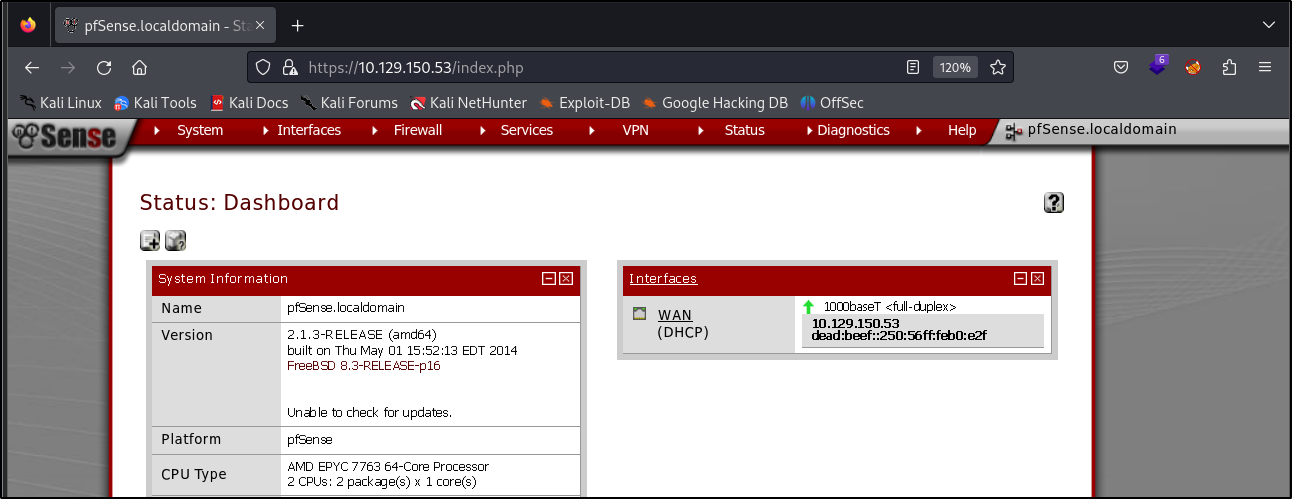 pfSense.localdomain - Sta
https://10.129.150.53/index.php
120%
6
Kali Linux
Kali Tools
Kali Docs
Kali Forums
Kali NetHunter
Exploit-DB
Google Hacking DB
OffSec
Sense
System
Interfaces
Firewall
Services
VPN
Status
Diagnostics
Help
pfSense.localdomain
Status: Dashboard
?
System Information
Name
pfSense.localdomain
Version
2.1.3-RELEASE (amd64)
built on Thu May 01 15:52:13 EDT 2014
FreeBSD 8.3-RELEASE-p16
Unable to check for updates.
Platform
pfSense
CPU Type
AMD EPYC 7763 64-Core Processor
2 CPUs: 2 package(s) x 1 core(s)
Interfaces
WAN
(DHCP)
1000baseT <full-duplex>
10.129.150.53
dead:beef::250:56ff:feb0:e2f